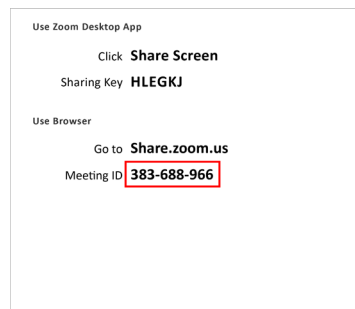 Use Zoom Desktop App
Click Share Screen
Sharing Key HLEGKJ
Use Browser
Go to Share.zoom.us
Meeting ID 383-688-966